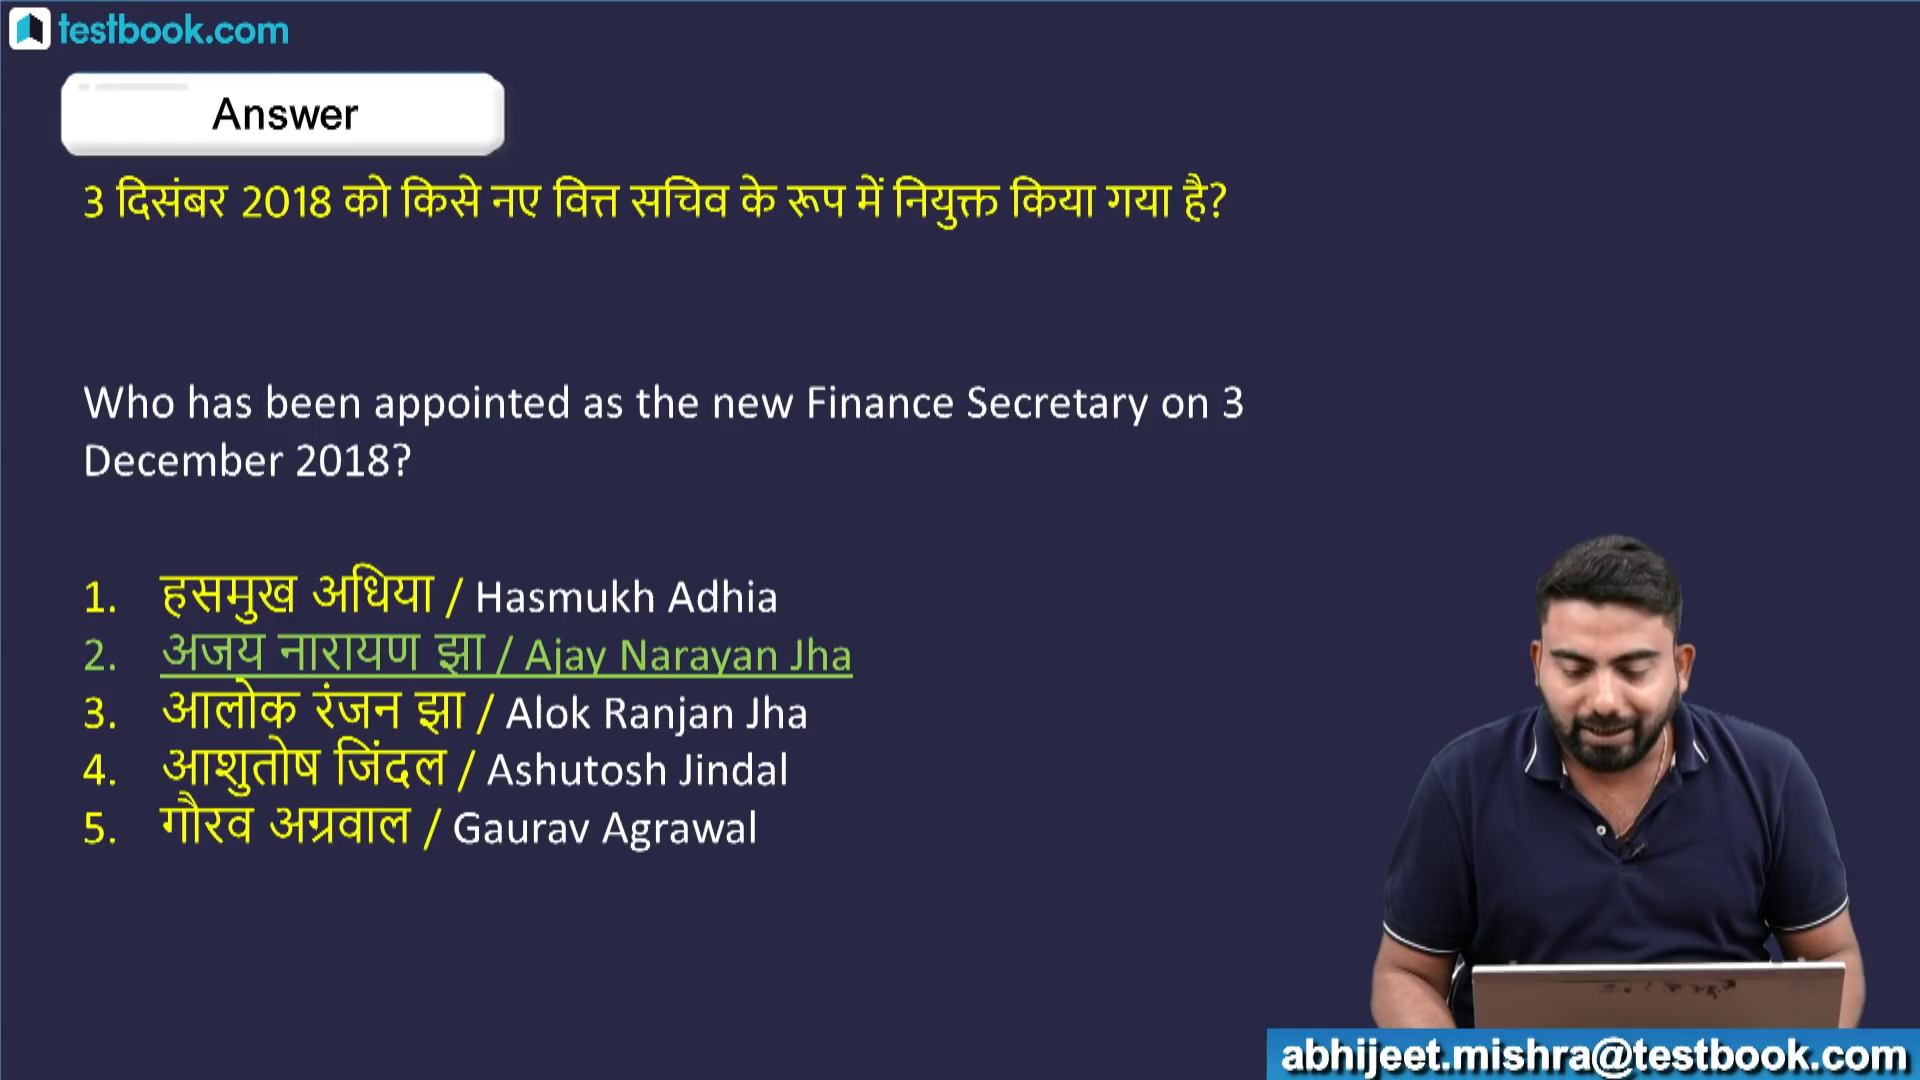 testbook.com
Answer
3 दिसंबर 2018 को किसे नए वित्त सचिव के रूप में नियुक्त किया गया है?
Who has been appointed as the new Finance Secretary on 3
December 2018?
1. हसमुख अधिया / Hasmukh Adhia
2. अजय नारायण झा / Ajay Narayan Jha
3. आलोक रंजन झा / Alok Ranjan Jha
4. आशुतोष जिंदल / Ashutosh Jindal
5. गौरव अग्रवाल / Gaurav Agrawal
abhijeet.mishra@testbook.com